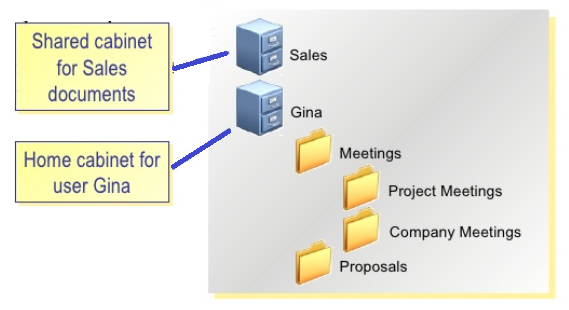 Shared cabinet
for Sales
documents
Sales
Gina
Home cabinet for
user Gina
Meetings
Project Meetings
Company Meetings
Proposals